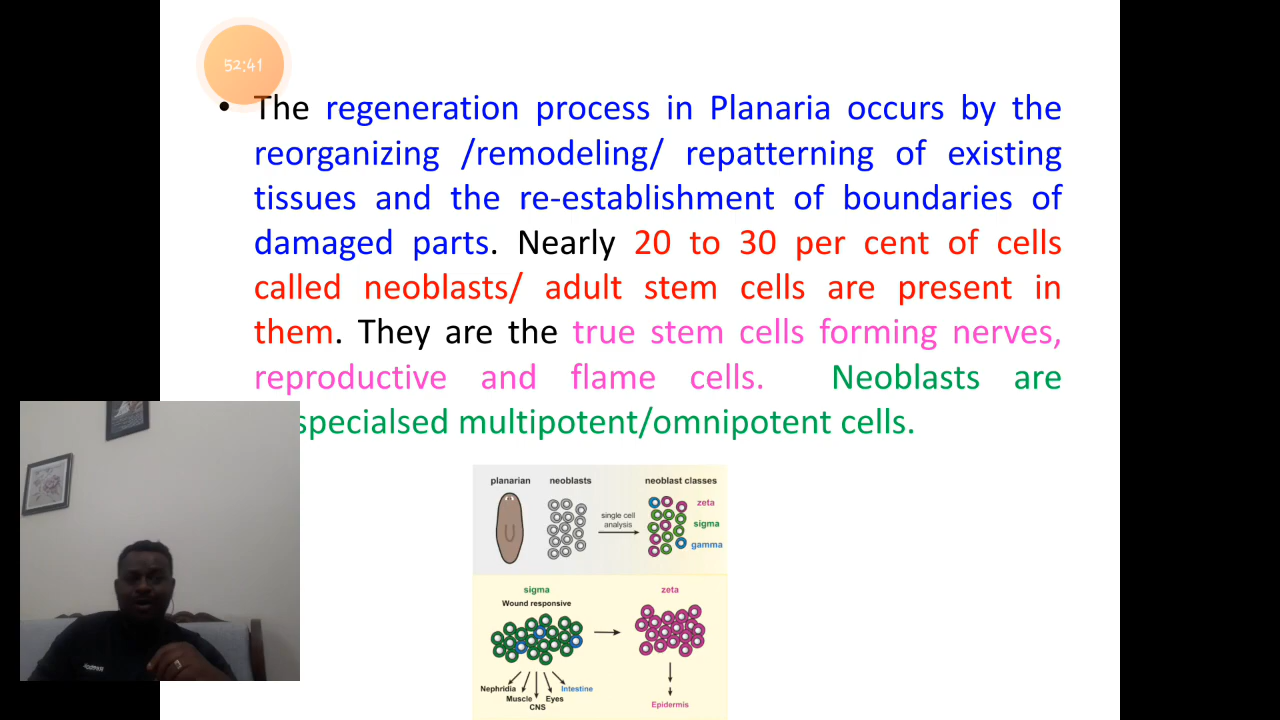 52:41
• The regeneration process in Planaria occurs by the
reorganizing /remodeling/ repatterning of existing
tissues and the re-establishment of boundaries of
damaged parts. Nearly 20 to 30 per cent of cells
called neoblasts/ adult stem cells are present in
them. They are the true stem cells forming nerves,
reproductive and flame cells. Neoblasts are
specialsed multipotent/omnipotent cells.
planarian neoblasts neoblast classes
single cell
analysis
zeta
sigma
gamma
sigma zeta
Wound responsive
Nephridia Intestine
Muscle Eyes
CNS
Epidermis